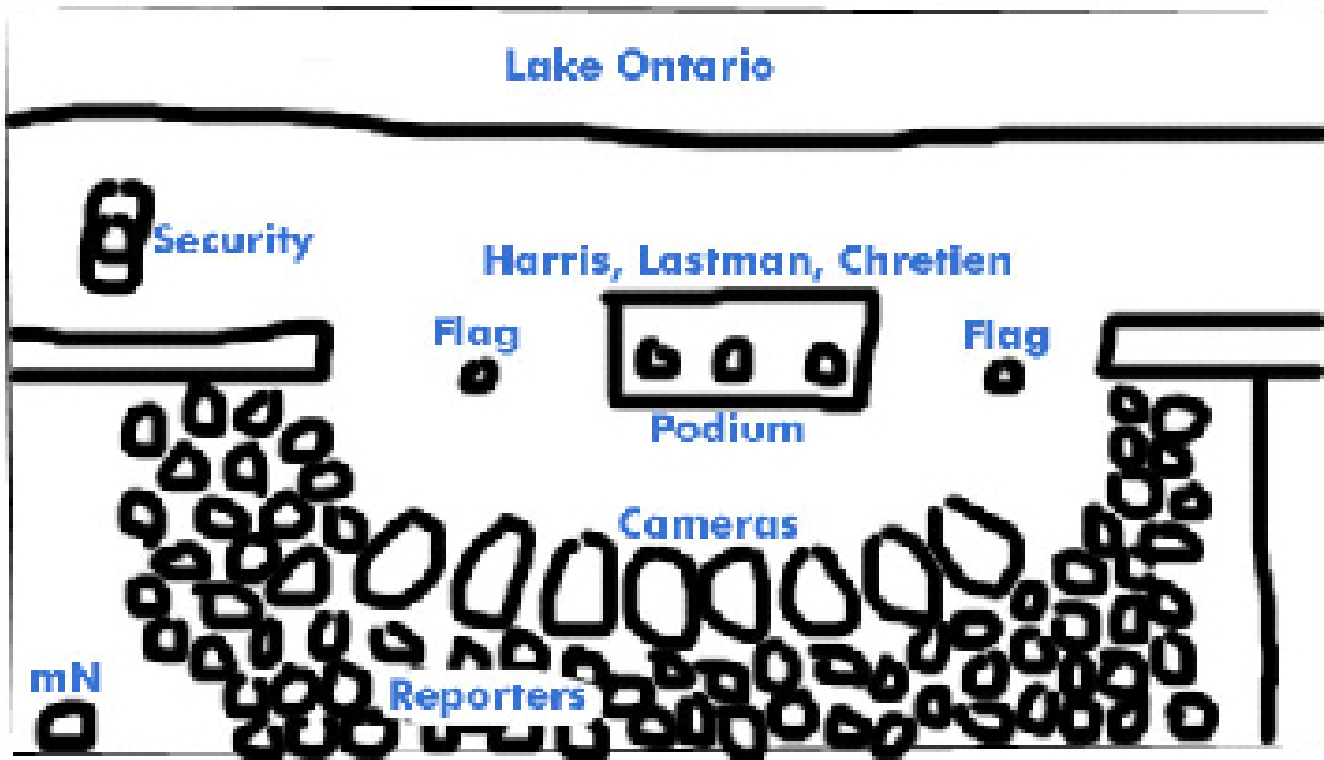 Lake Ontario
Security
Harris, Lastman, Chretien
Flag
Flag
Podium
Cameras
mN
Reporters